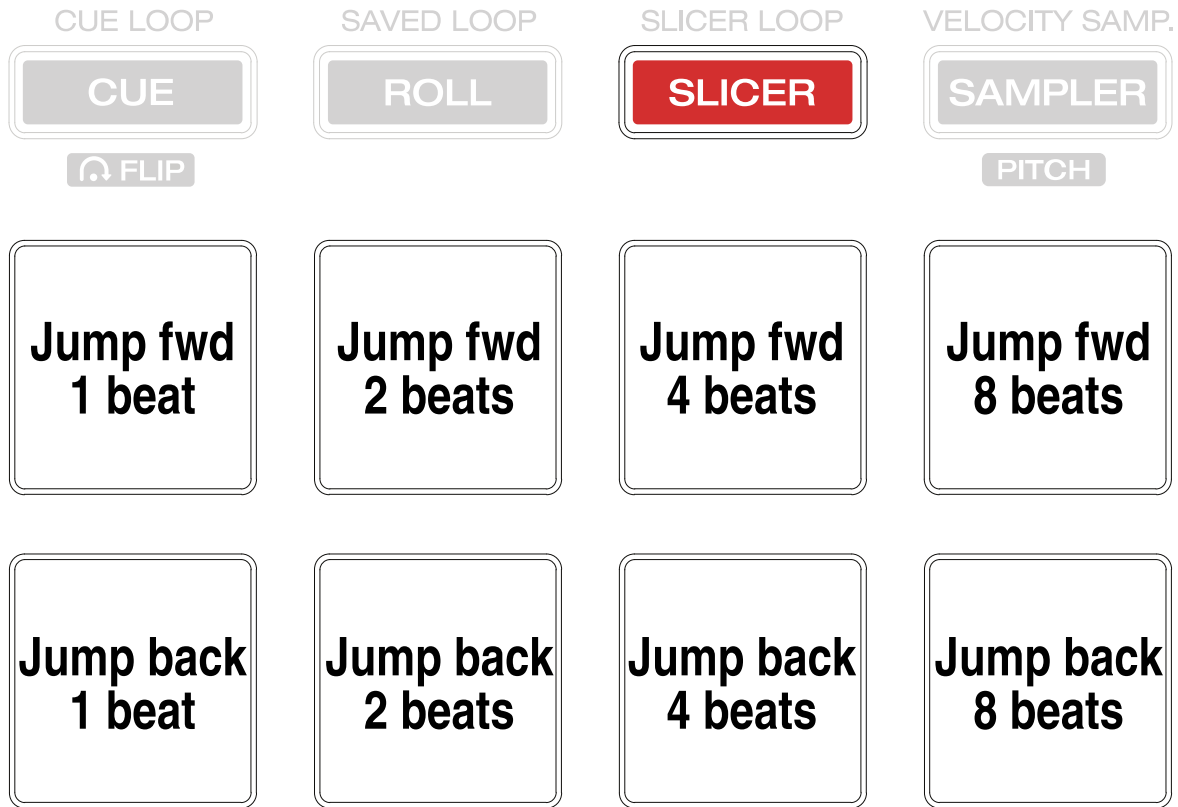 CUE LOOP
SAVED LOOP
SLICER LOOP
VELOCITY SAMP.
CUE
ROLL
SLICER
SAMPLER
FLIP
PITCH
Jump fwd
1 beat
Jump fwd
2 beats
Jump fwd
4 beats
Jump fwd
8 beats
Jump back
1 beat
Jump back
2 beats
Jump back
4 beats
Jump back
8 beats